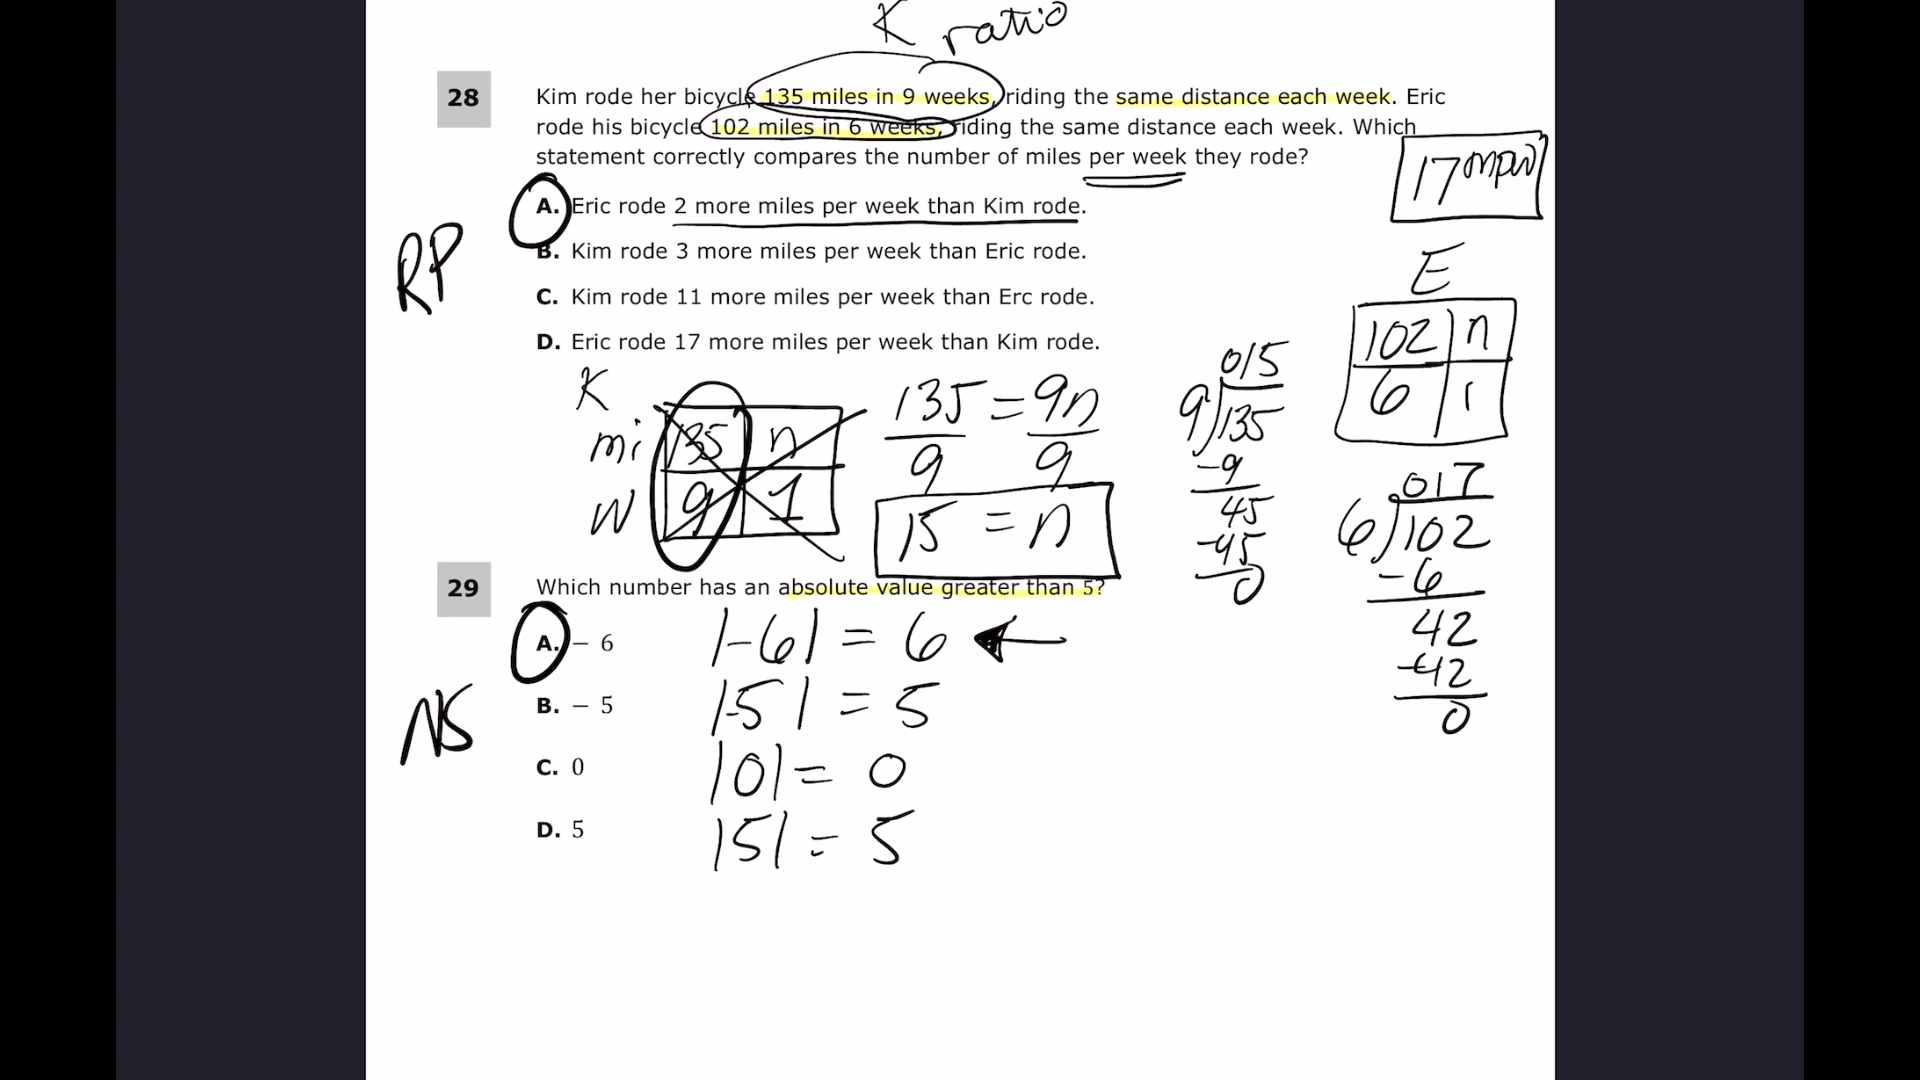 K ratio
28
Kim rode her bicycle 135 miles in 9 weeks, riding the same distance each week. Eric
rode his bicycle 102 miles in 6 weeks, riding the same distance each week. Which
statement correctly compares the number of miles per week they rode?
17 mpw
A. Eric rode 2 more miles per week than Kim rode.
B. Kim rode 3 more miles per week than Eric rode.
C. Kim rode 11 more miles per week than Erc rode.
D. Eric rode 17 more miles per week than Kim rode.
RP
K
mi 135 n
W 9 1
135 = 9n
9 9
15 = n
015
9)135
-9
45
-45
0
E
102 n
6 1
017
6)102
-6
42
-42
0
29
Which number has an absolute value greater than 5?
A. – 6 |-6| = 6
B. – 5 |-5| = 5
C. 0 |0| = 0
D. 5 |5| = 5
NS